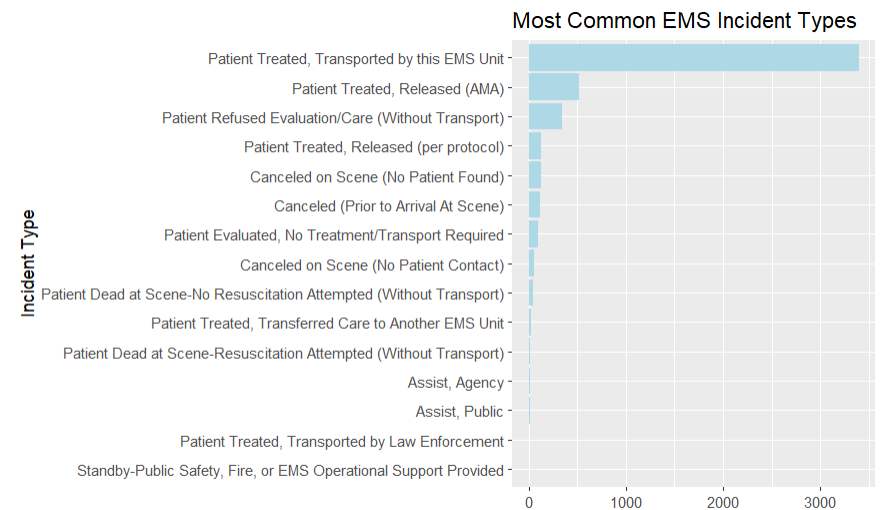 Most Common EMS Incident Types
Incident Type
Patient Treated, Transported by this EMS Unit
Patient Treated, Released (AMA)
Patient Refused Evaluation/Care (Without Transport)
Patient Treated, Released (per protocol)
Canceled on Scene (No Patient Found)
Canceled (Prior to Arrival At Scene)
Patient Evaluated, No Treatment/Transport Required
Canceled on Scene (No Patient Contact)
Patient Dead at Scene-No Resuscitation Attempted (Without Transport)
Patient Treated, Transferred Care to Another EMS Unit
Patient Dead at Scene-Resuscitation Attempted (Without Transport)
Assist, Agency
Assist, Public
Patient Treated, Transported by Law Enforcement
Standby-Public Safety, Fire, or EMS Operational Support Provided
0 1000 2000 3000